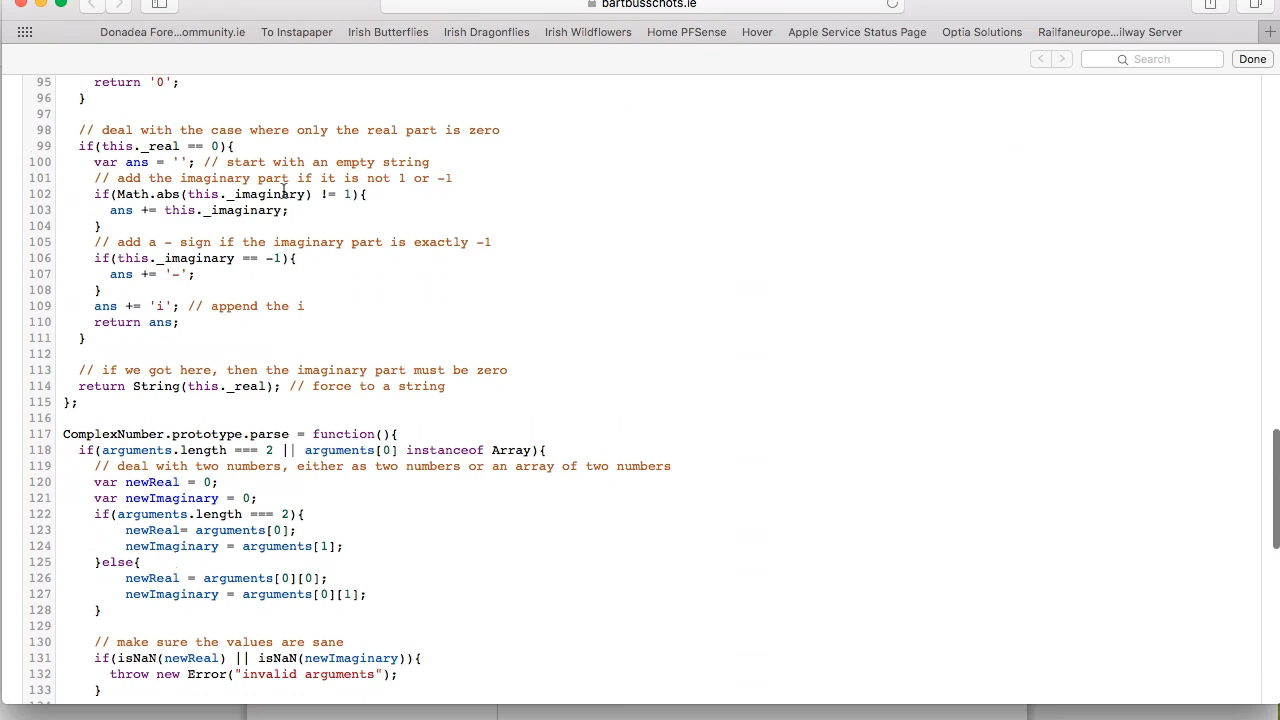 bartbusschots.ie
Donadea Fore...ommunity.ie To Instapaper Irish Butterflies Irish Dragonflies Irish Wildflowers Home PFSense Hover Apple Service Status Page Optia Solutions Railfaneurope...ilway Server
Search Done
95 return '0';
96 }
97
98 // deal with the case where only the real part is zero
99 if(this._real == 0){
100 var ans = ''; // start with an empty string
101 // add the imaginary part if it is not 1 or -1
102 if(Math.abs(this._imaginary) != 1){
103 ans += this._imaginary;
104 }
105 // add a - sign if the imaginary part is exactly -1
106 if(this._imaginary == -1){
107 ans += '-';
108 }
109 ans += 'i'; // append the i
110 return ans;
111 }
112
113 // if we got here, then the imaginary part must be zero
114 return String(this._real); // force to a string
115 };
116
117 ComplexNumber.prototype.parse = function(){
118 if(arguments.length === 2 || arguments[0] instanceof Array){
119 // deal with two numbers, either as two numbers or an array of two numbers
120 var newReal = 0;
121 var newImaginary = 0;
122 if(arguments.length === 2){
123 newReal= arguments[0];
124 newImaginary = arguments[1];
125 }else{
126 newReal = arguments[0][0];
127 newImaginary = arguments[0][1];
128 }
129
130 // make sure the values are sane
131 if(isNaN(newReal) || isNaN(newImaginary)){
132 throw new Error("invalid arguments");
133 }